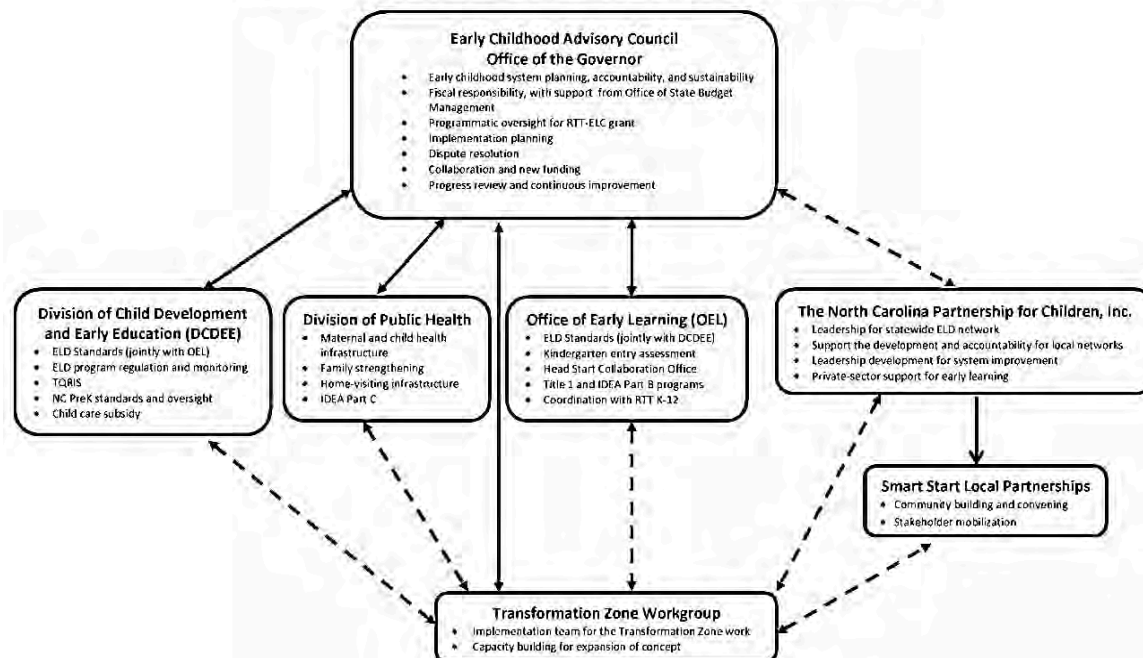 Early Childhood Advisory Council
Office of the Governor
Early childhood system planning, accountability, and sustainability
Fiscal responsibility, with support from Office of State Budget
Management
Programmatic oversight for RTT-ELC grant
Implementation planning
Dispute resolution
Collaboration and new funding
Progress review and continuous improvement
Division of Child Development
and Early Education (DCDEE)
ELD Standards (jointly with OEL)
ELD program regulation and monitoring
TQRIS
NC PreK standards and oversight
Child care subsidy
Division of Public Health
Maternal and child health
infrastructure
Family strengthening
Home-visiting infrastructure
IDEA Part C
Office of Early Learning (OEL)
ELD Standards (jointly with DCDEE)
Kindergarten entry assessment
Head Start Collaboration Office
Title 1 and IDEA Part B programs
Coordination with RTT K-12
The North Carolina Partnership for Children, Inc.
Leadership for statewide ELD network
Support the development and accountability for local networks
Leadership development for system improvement
Private-sector support for early learning
Smart Start Local Partnerships
Community building and convening
Stakeholder mobilization
Transformation Zone Workgroup
Implementation team for the Transformation Zone work
Capacity building for expansion of concept